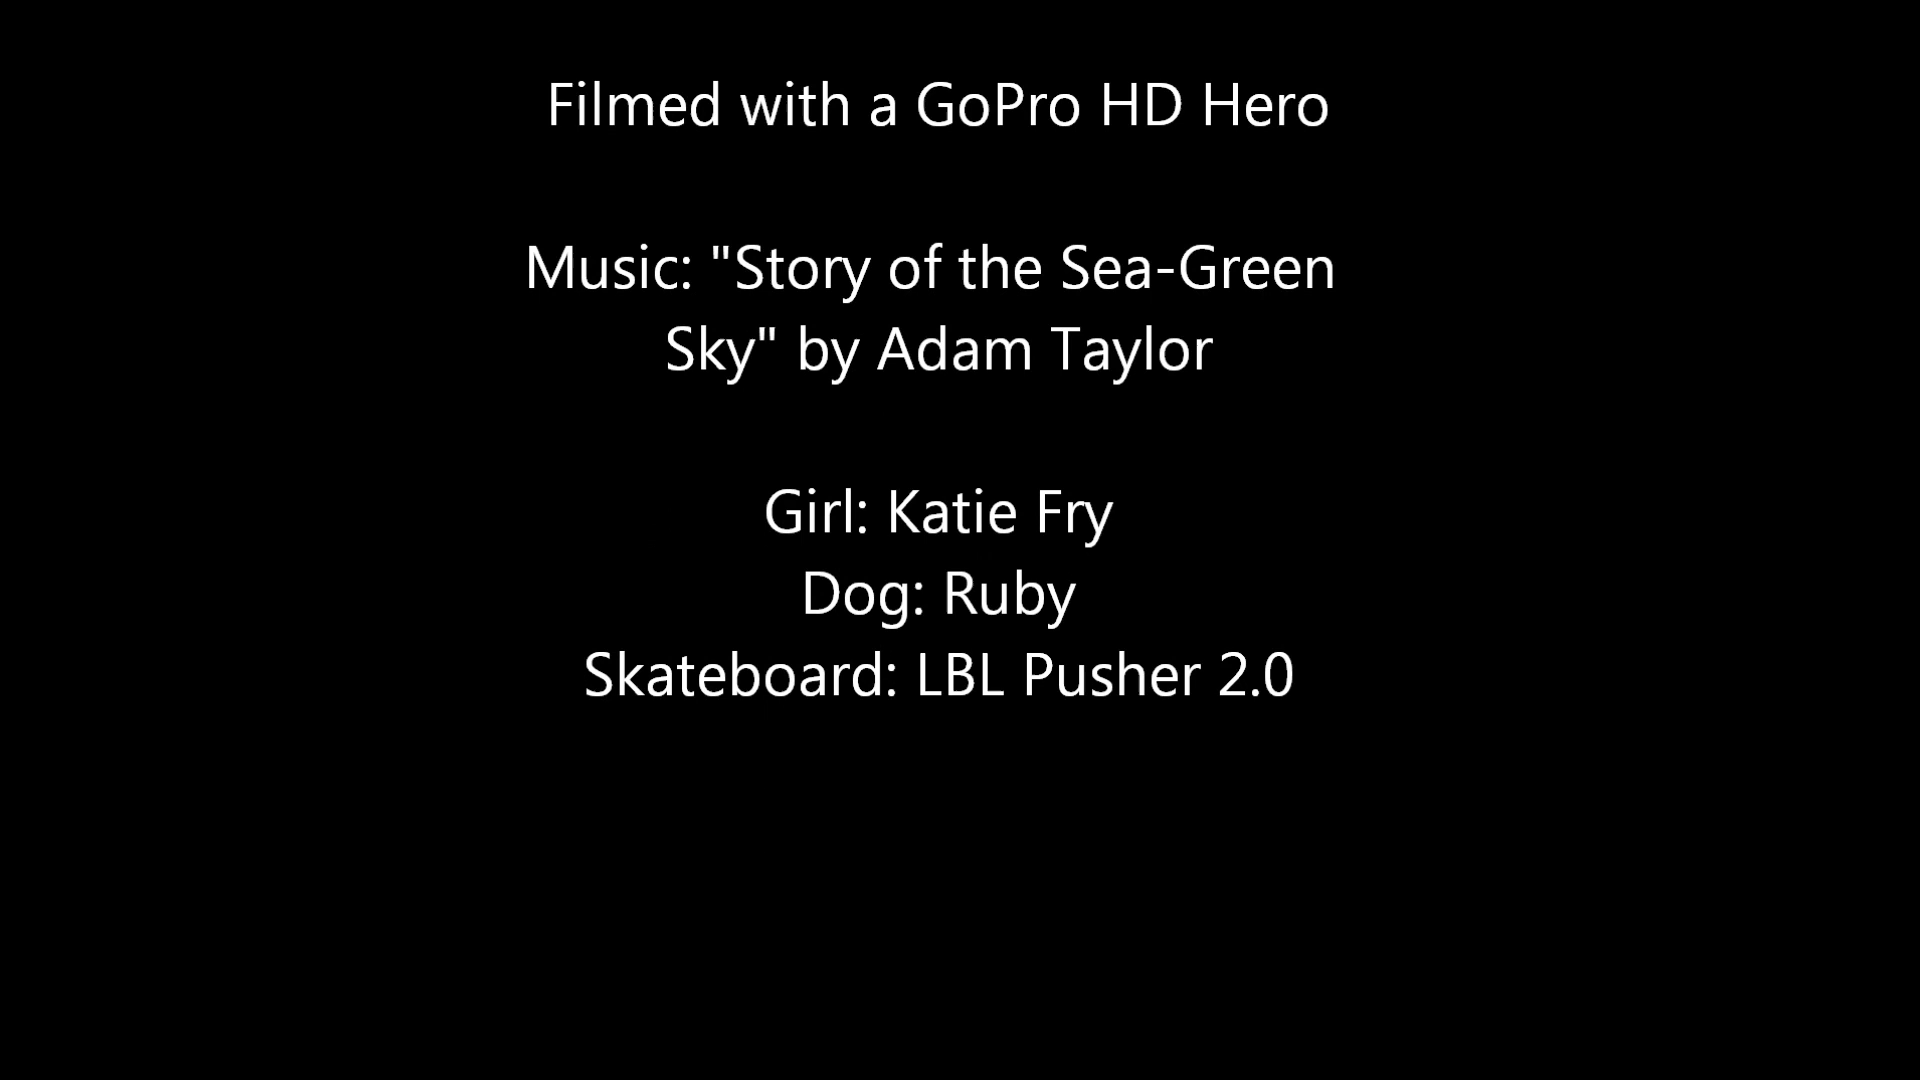 Filmed with a GoPro HD Hero
Music: "Story of the Sea-Green
Sky" by Adam Taylor
Girl: Katie Fry
Dog: Ruby
Skateboard: LBL Pusher 2.0